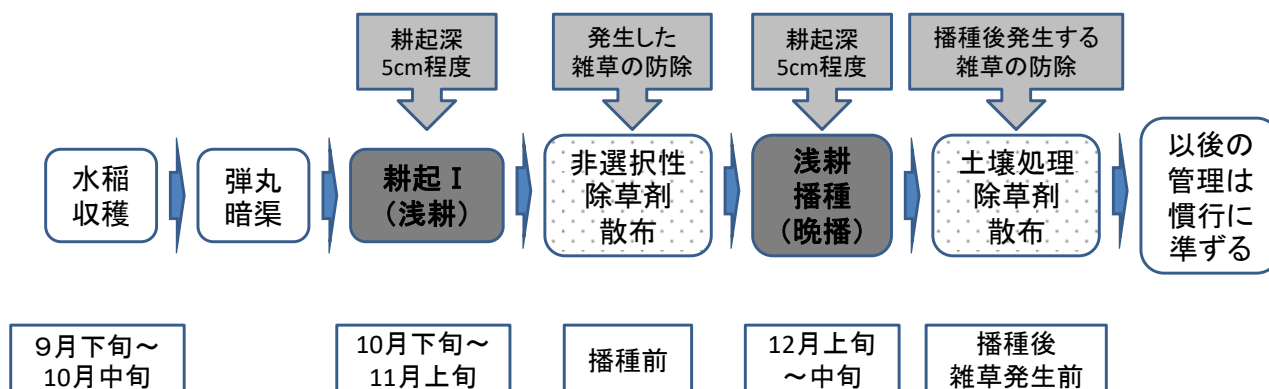 耕起深
5cm程度
発生した
雑草の防除
耕起深
5cm程度
播種後発生する
雑草の防除
水稲
収穫
弾丸
暗渠
耕起Ⅰ
（浅耕）
非選択性
除草剤
散布
浅耕
播種
（晩播）
土壌処理
除草剤
散布
以後の
管理は
慣行に
準ずる
９月下旬～
10月中旬
10月下旬～
11月上旬
播種前
12月上旬
～中旬
播種後
雑草発生前